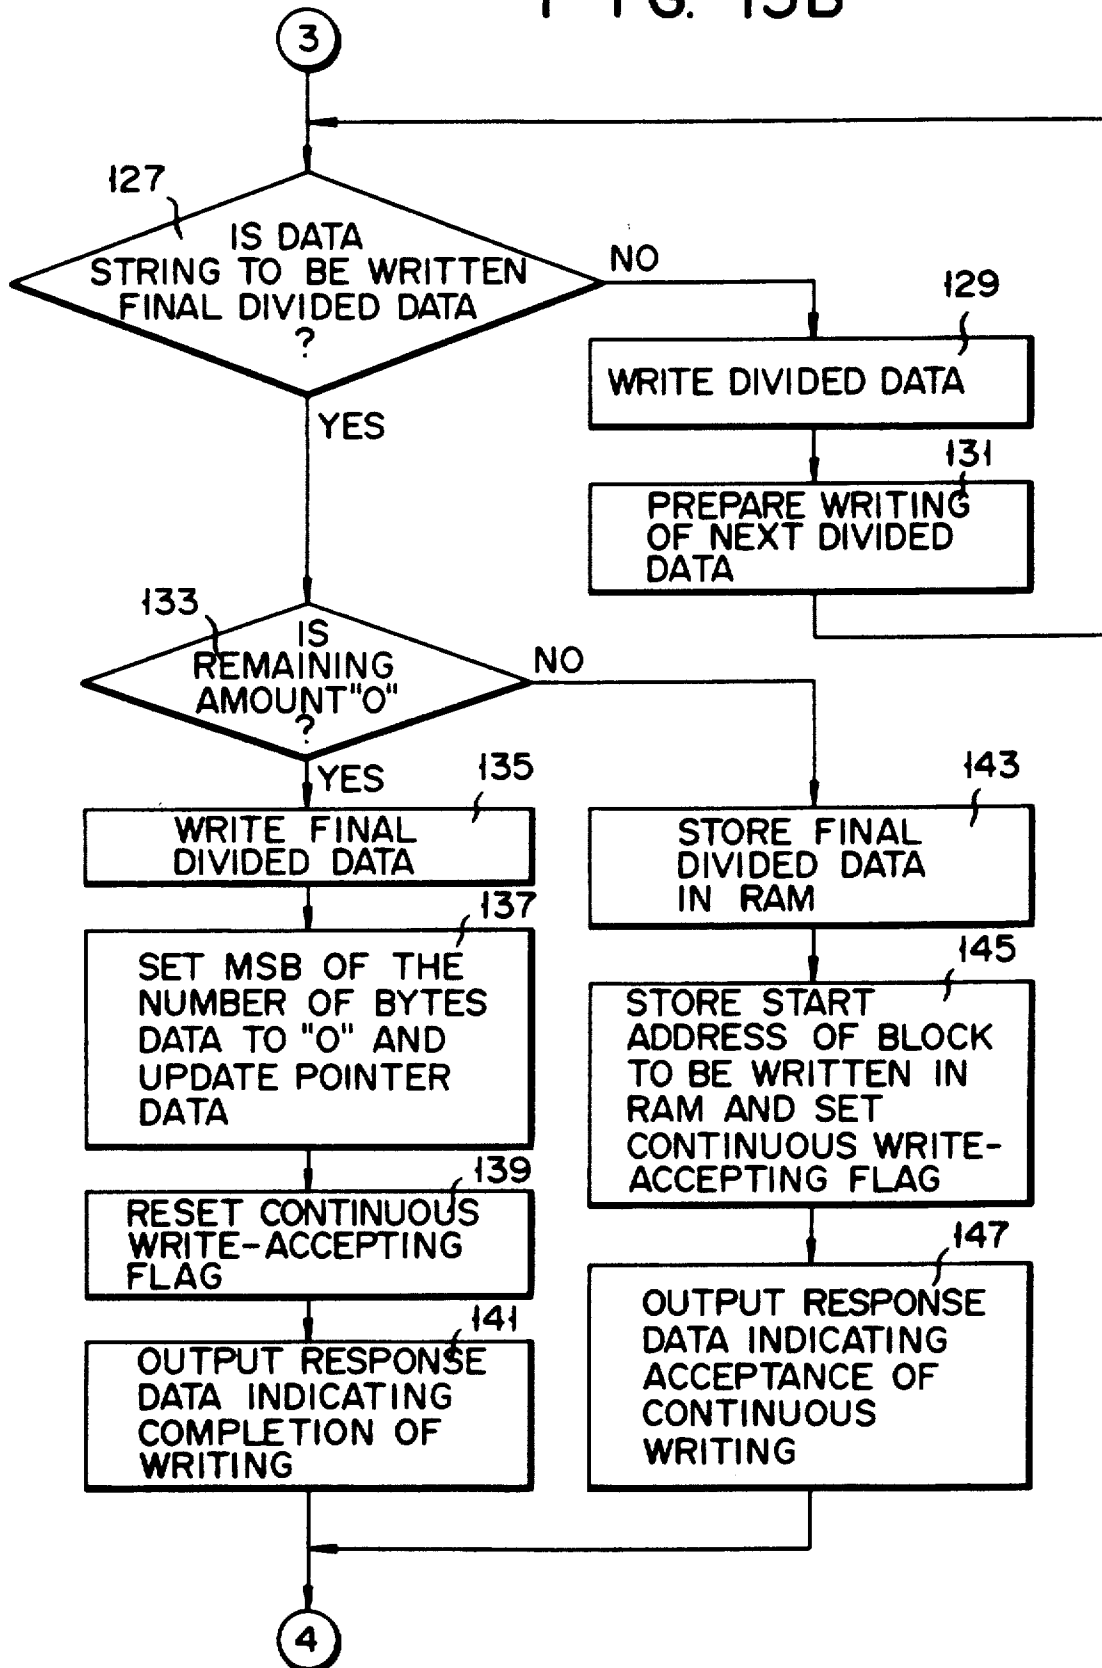 F I G. 15B
3
127
IS DATA
STRING TO BE WRITTEN
FINAL DIVIDED DATA
?
NO
YES
129
WRITE DIVIDED DATA
131
PREPARE WRITING
OF NEXT DIVIDED
DATA
133
IS
REMAINING
AMOUNT "0"
?
NO
YES
135
WRITE FINAL
DIVIDED DATA
137
SET MSB OF THE
NUMBER OF BYTES
DATA TO "0" AND
UPDATE POINTER
DATA
139
RESET CONTINUOUS
WRITE-ACCEPTING
FLAG
141
OUTPUT RESPONSE
DATA INDICATING
COMPLETION OF
WRITING
143
STORE FINAL
DIVIDED DATA
IN RAM
145
STORE START
ADDRESS OF BLOCK
TO BE WRITTEN IN
RAM AND SET
CONTINUOUS WRITE-
ACCEPTING FLAG
147
OUTPUT RESPONSE
DATA INDICATING
ACCEPTANCE OF
CONTINUOUS
WRITING
4